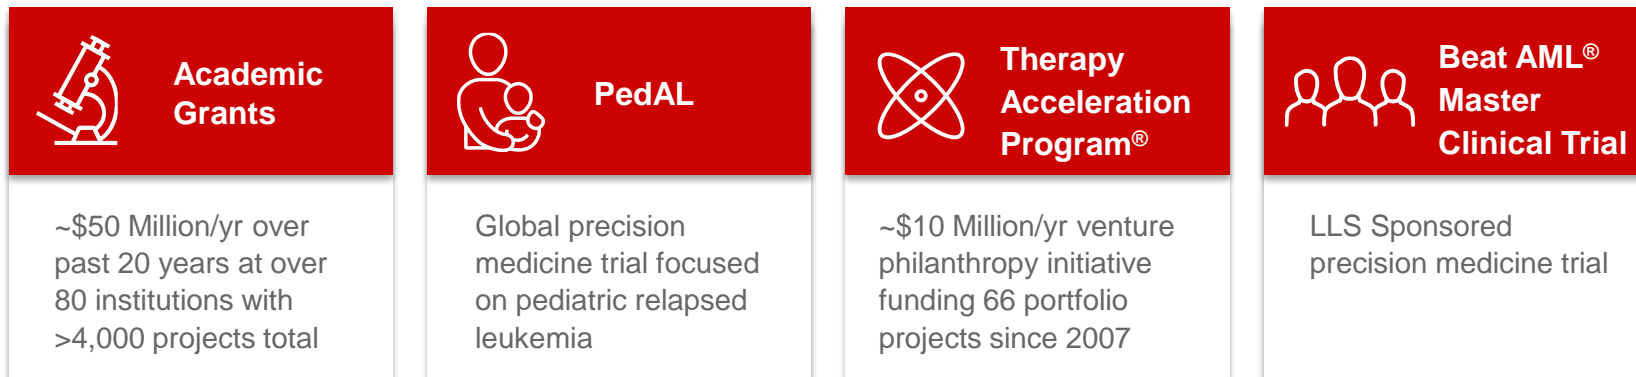 Academic
Grants
~$50 Million/yr over
past 20 years at over
80 institutions with
>4,000 projects total
PedAL
Global precision
medicine trial focused
on pediatric relapsed
leukemia
Therapy
Acceleration
Program®
~$10 Million/yr venture
philanthropy initiative
funding 66 portfolio
projects since 2007
Beat AML®
Master
Clinical Trial
LLS Sponsored
precision medicine trial